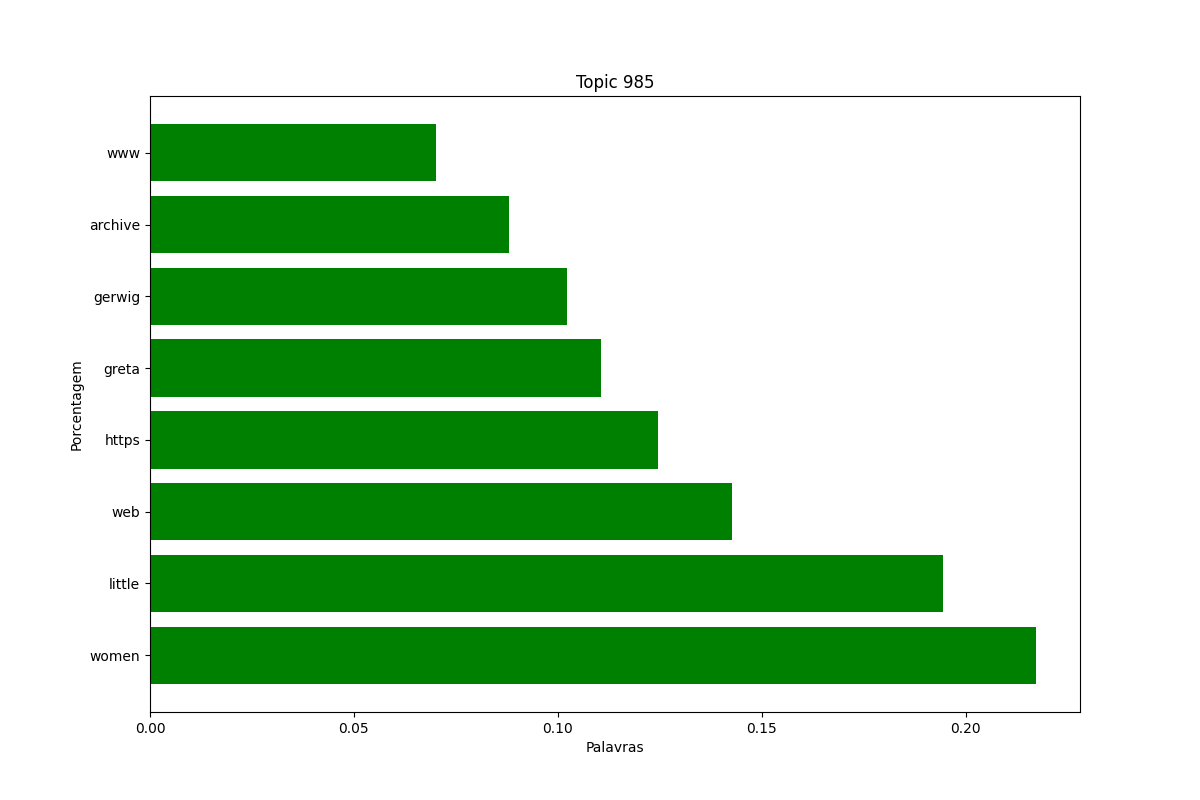 Topic 985
www
archive
gerwig
greta
https
web
little
women
Porcentagem
0.00 0.05 0.10 0.15 0.20
Palavras